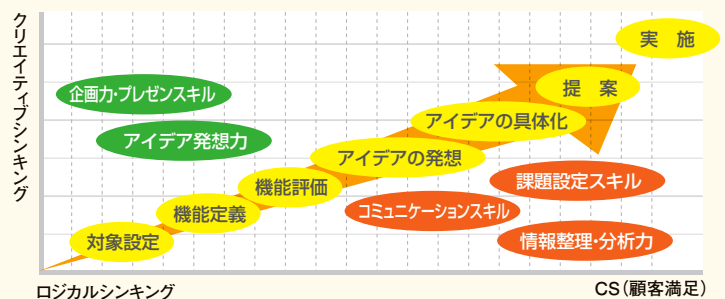 クリエイティブシンキング
実　施
提　案
企画力・プレゼンスキル
アイデアの具体化
アイデア発想力
アイデアの発想
機能評価
課題設定スキル
機能定義
コミュニケーションスキル
対象設定
情報整理・分析力
ロジカルシンキング
CS（顧客満足）